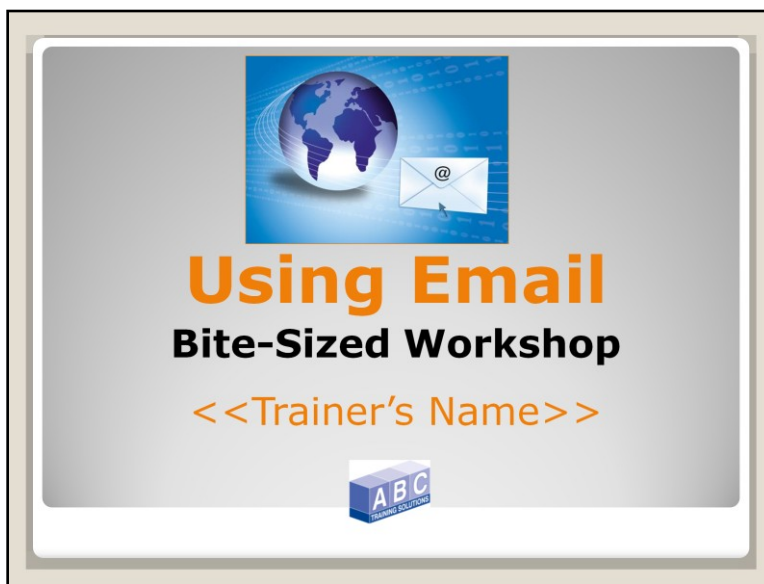 @
Using Email
Bite-Sized Workshop
<<Trainer’s Name>>
ABC
TRAINING SOLUTIONS